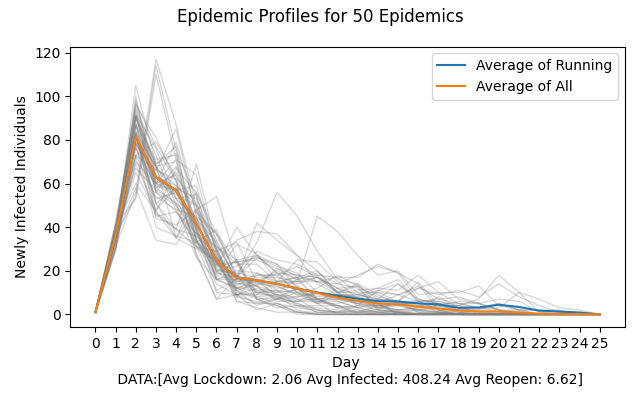 Epidemic Profiles for 50 Epidemics
Newly Infected Individuals
120
100
80
60
40
20
0
Average of Running
Average of All
0 1 2 3 4 5 6 7 8 9 10 11 12 13 14 15 16 17 18 19 20 21 22 23 24 25
Day
DATA:[Avg Lockdown: 2.06 Avg Infected: 408.24 Avg Reopen: 6.62]